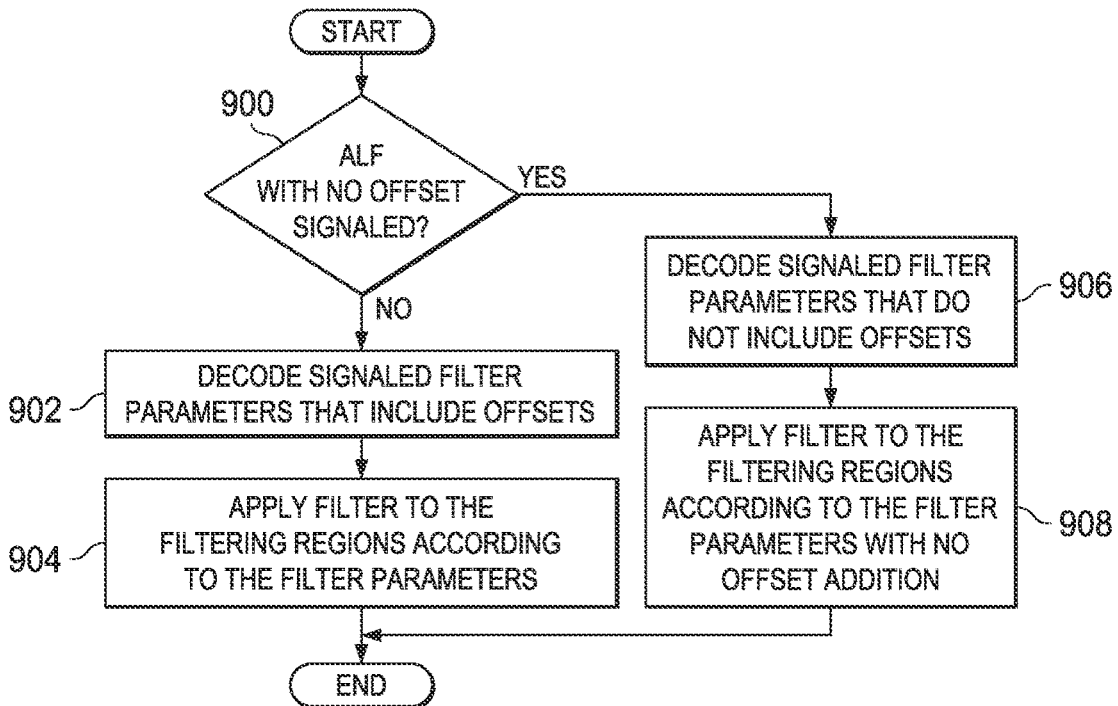 START
900
ALF
WITH NO OFFSET
SIGNALED?
YES
NO
DECODE SIGNALED FILTER
PARAMETERS THAT DO
NOT INCLUDE OFFSETS
906
902
DECODE SIGNALED FILTER
PARAMETERS THAT INCLUDE OFFSETS
904
APPLY FILTER TO THE
FILTERING REGIONS ACCORDING
TO THE FILTER PARAMETERS
APPLY FILTER TO THE
FILTERING REGIONS
ACCORDING TO THE FILTER
PARAMETERS WITH NO
OFFSET ADDITION
908
END